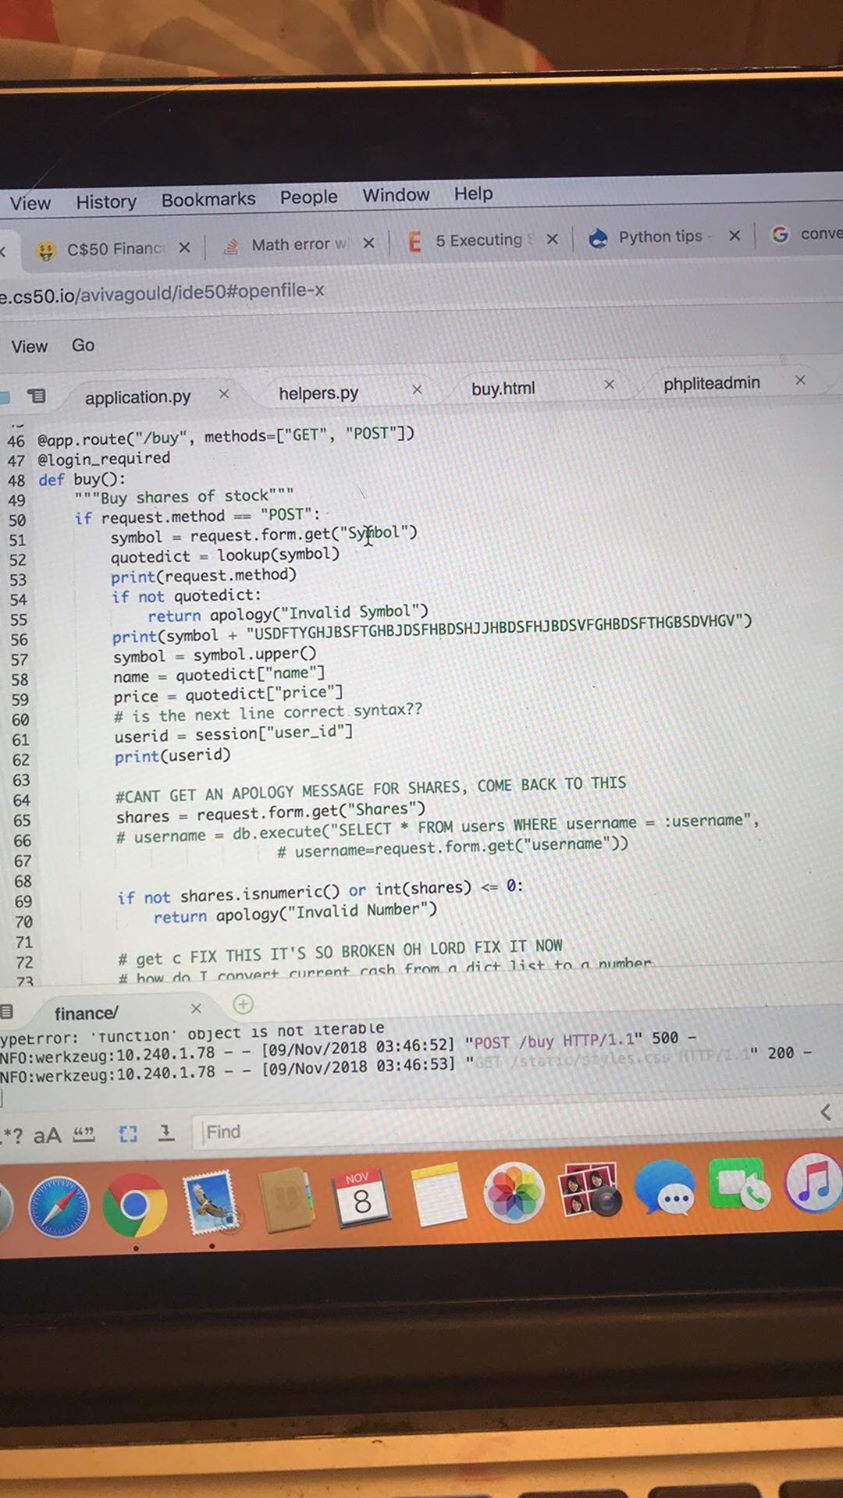 View History Bookmarks People Window Help
C$50 Financ × Math error w × E 5 Executing S × Python tips - × G conve
e.cs50.io/avivagould/ide50#openfile-x
View Go
application.py × helpers.py × buy.html × phpliteadmin ×
46 @app.route("/buy", methods=["GET", "POST"])
47 @login_required
48 def buy():
49 """Buy shares of stock"""
50 if request.method == "POST":
51 symbol = request.form.get("Symbol")
52 quotedict = lookup(symbol)
53 print(request.method)
54 if not quotedict:
55 return apology("Invalid Symbol")
56 print(symbol + "USDFTYGHJBSFTGHBJDSFHBDSHJJHBDSFHJBDSVFGHBDSFTHGBSDVHGV")
57 symbol = symbol.upper()
58 name = quotedict["name"]
59 price = quotedict["price"]
60 # is the next line correct syntax??
61 userid = session["user_id"]
62 print(userid)
63
64 #CANT GET AN APOLOGY MESSAGE FOR SHARES, COME BACK TO THIS
65 shares = request.form.get("Shares")
66 # username = db.execute("SELECT * FROM users WHERE username = :username",
67 # username=request.form.get("username"))
68
69 if not shares.isnumeric() or int(shares) <= 0:
70 return apology("Invalid Number")
71
72 # get c FIX THIS IT'S SO BROKEN OH LORD FIX IT NOW
73 # how do I convert current cash from a dict list to a number
finance/ ×
ypeError: 'function' object is not iterable
NFO:werkzeug:10.240.1.78 - - [09/Nov/2018 03:46:52] "POST /buy HTTP/1.1" 500 -
NFO:werkzeug:10.240.1.78 - - [09/Nov/2018 03:46:53] "GET /static/styles.css HTTP/1.1" 200 -
.*? aA “” Find
NOV
8